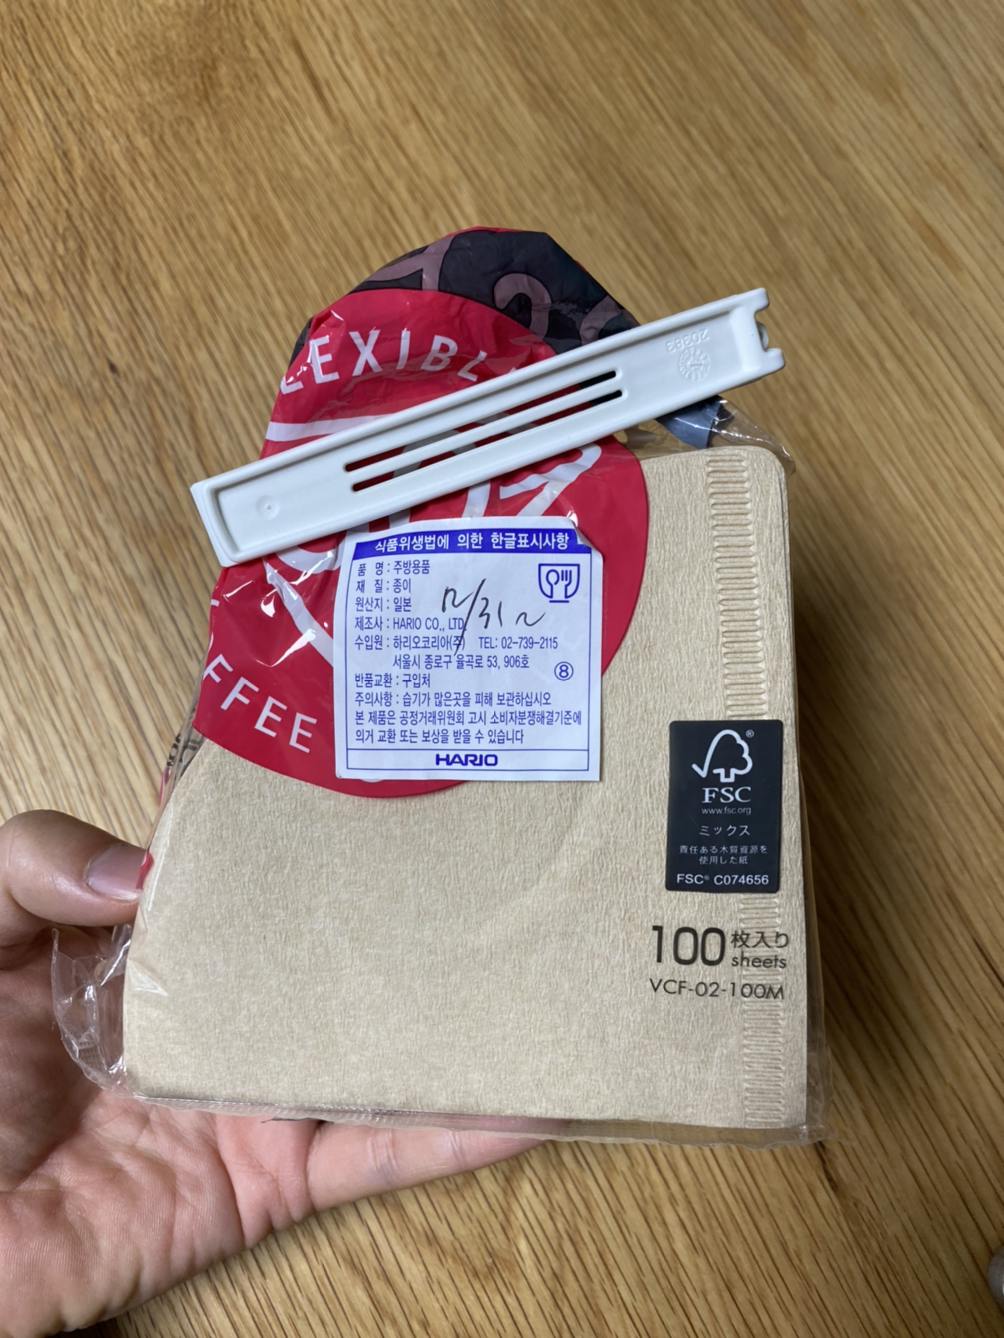 LEXIBL
20383
FFEE
식품위생법에 의한 한글표시사항
품 명 : 주방용품
재 질 : 종이
원산지 : 일본
12/31~
제조사 : HARIO CO., LTD.
수입원 : 하리오코리아(주) TEL: 02-739-2115
서울시 종로구 율곡로 53, 906호
반품교환 : 구입처
⑧
주의사항 : 습기가 많은곳을 피해 보관하십시오
본 제품은 공정거래위원회 고시 소비자분쟁해결기준에
의거 교환 또는 보상을 받을 수 있습니다
HARIO
FSC
www.fsc.org
ミックス
責任ある木質資源を
使用した紙
FSC® C074656
100枚入り
sheets
VCF-02-100M